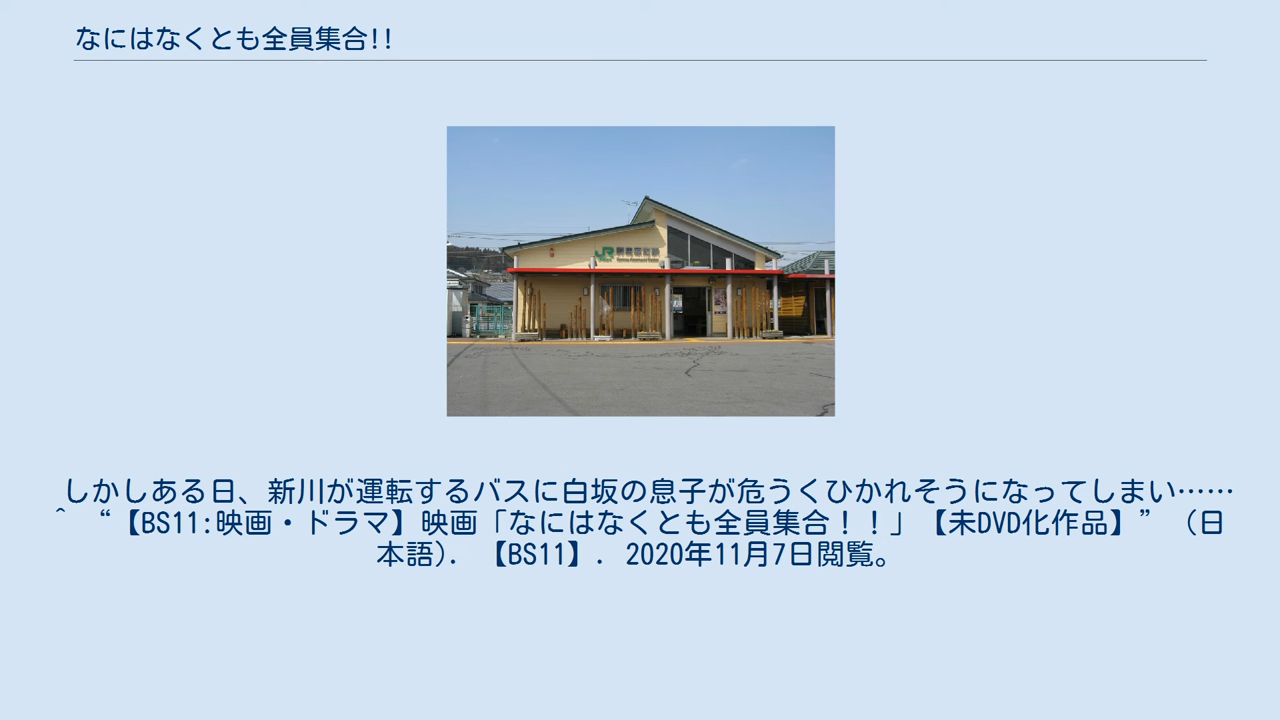 なにはなくとも全員集合!!
JR
しかしある日、新川が運転するバスに白坂の息子が危うくひかれそうになってしまい……
^ “【BS11:映画・ドラマ】映画「なにはなくとも全員集合！！」【未DVD化作品】” （日
本語). 【BS11】. 2020年11月7日閲覧。